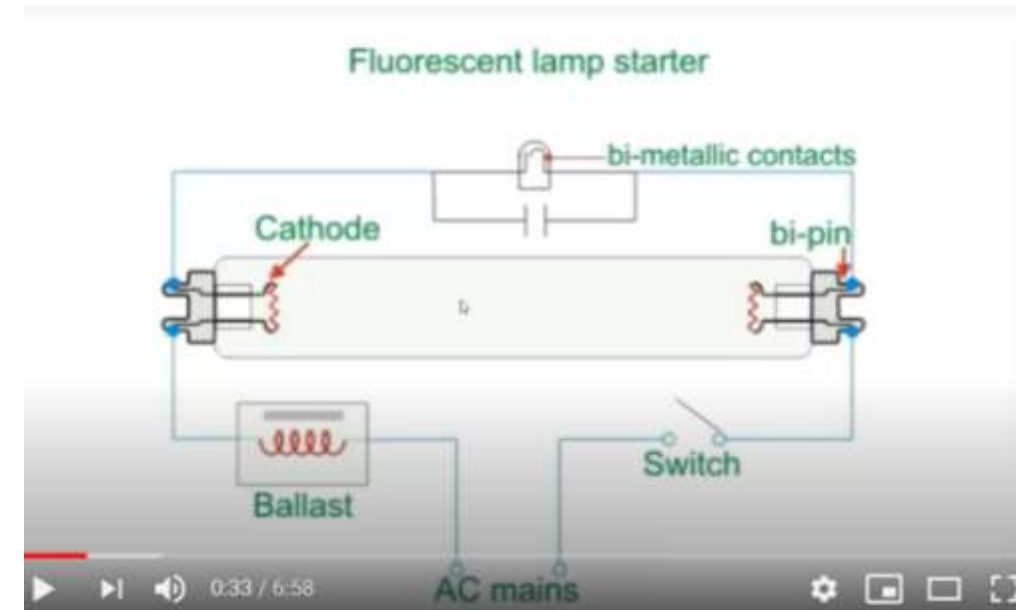 Fluorescent lamp starter
bi-metallic contacts
Cathode
bi-pin
Switch
Ballast
0:33 / 6:58
AC mains